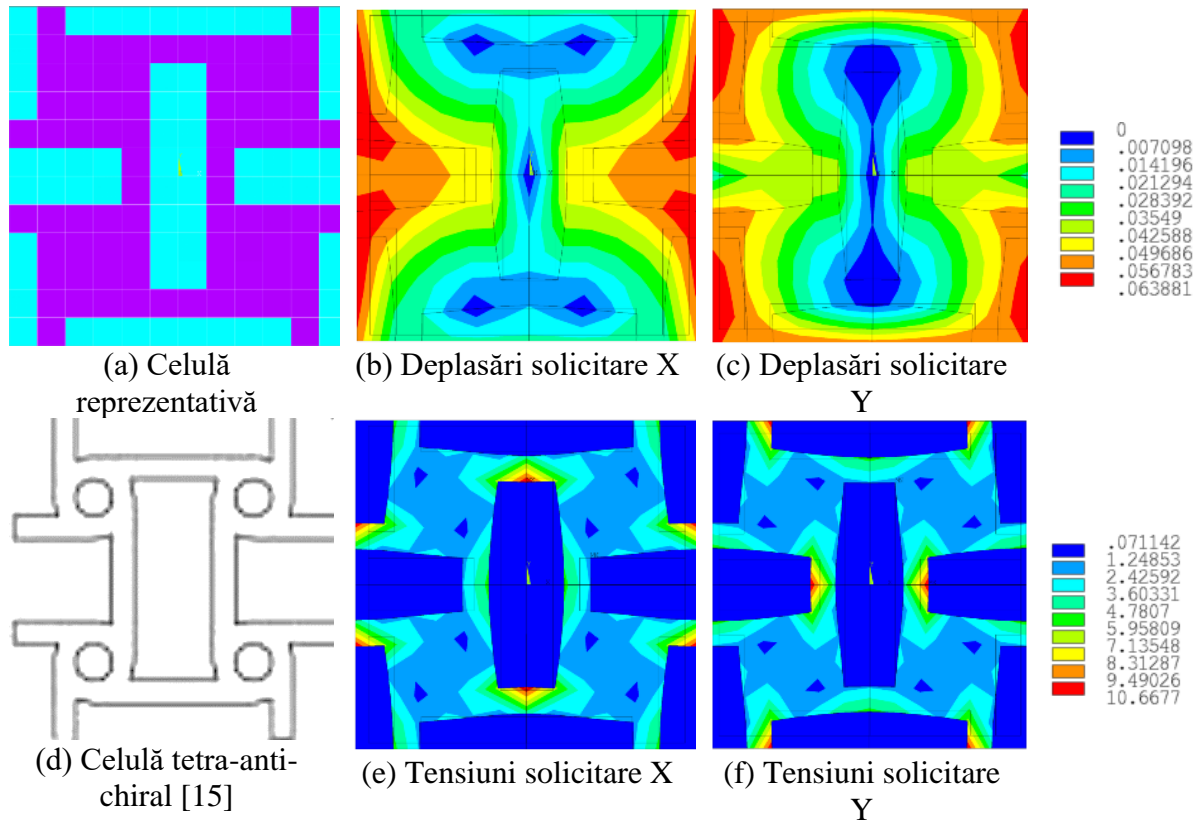 0
.007098
.014196
.021294
.028392
.03549
.042588
.049686
.056783
.063881
(a) Celulă
reprezentativă
(b) Deplasări solicitare X
(c) Deplasări solicitare
Y
.071142
1.24853
2.42592
3.60331
4.7807
5.95809
7.13548
8.31287
9.49026
10.6677
(d) Celulă tetra-anti-
chiral [15]
(e) Tensiuni solicitare X
(f) Tensiuni solicitare
Y